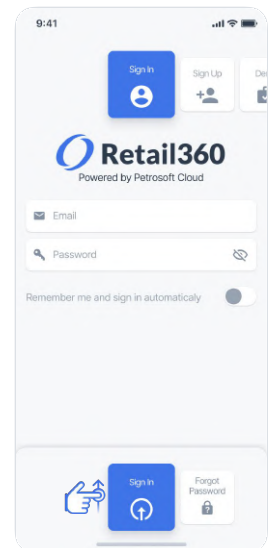 9:41
Sign In
Sign Up
De
Retail360
Powered by Petrosoft Cloud
Email
Password
Remember me and sign in automaticaly
Sign In
Forgot
Password